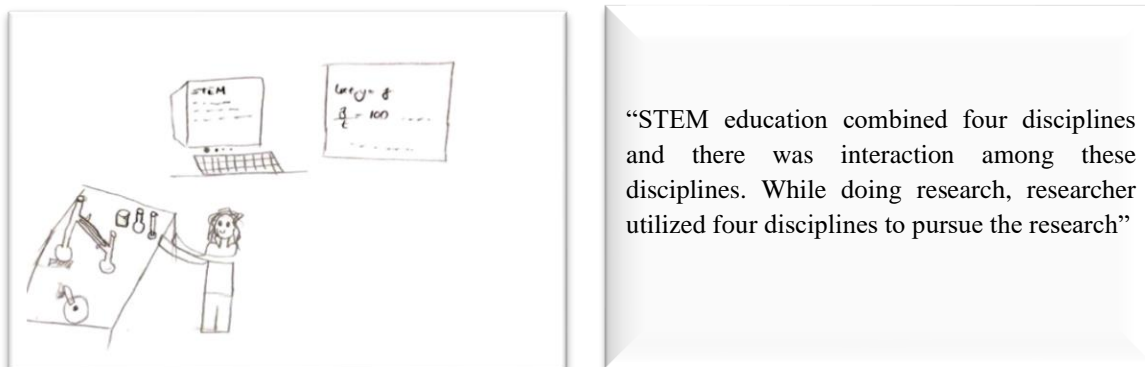 STEM
= 100
“STEM education combined four disciplines
and there was interaction among these
disciplines. While doing research, researcher
utilized four disciplines to pursue the research”